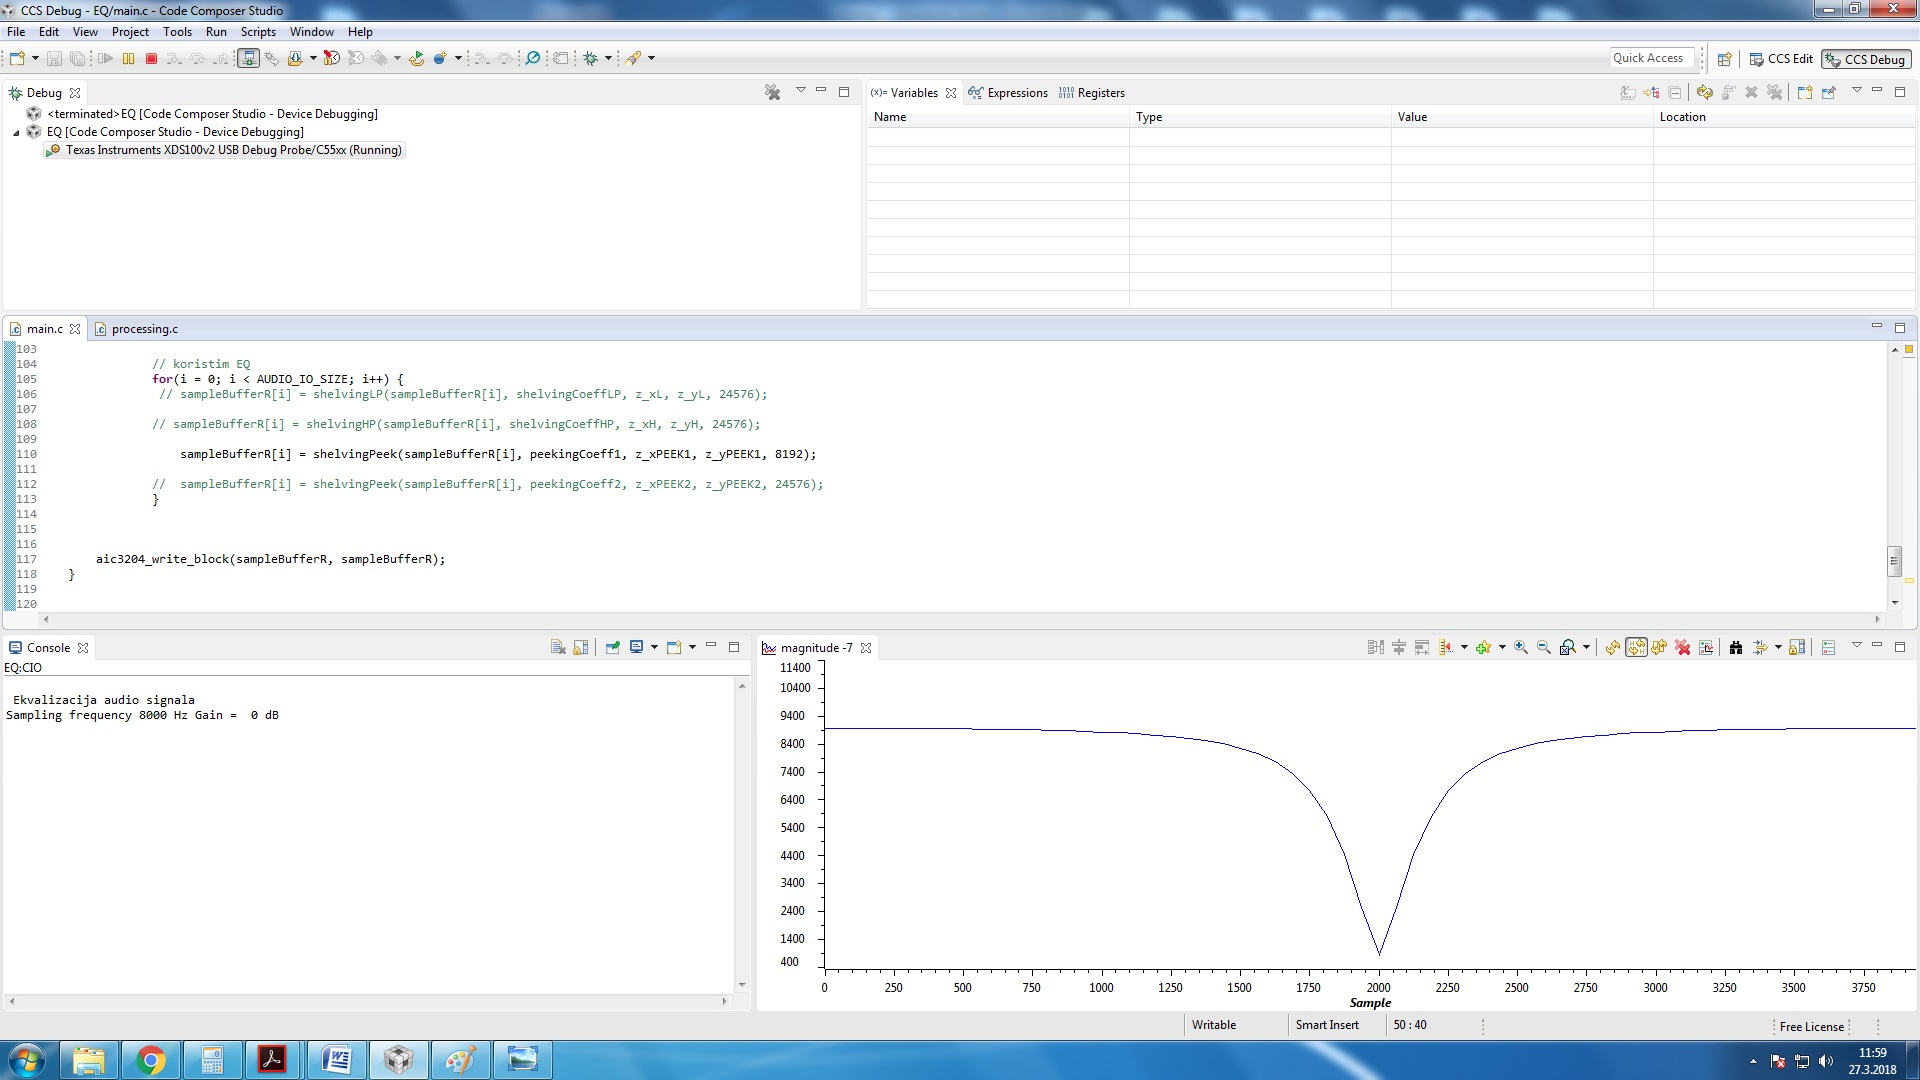 CCS Debug - EQ/main.c - Code Composer Studio
File Edit View Project Tools Run Scripts Window Help
Quick Access
CCS Edit
CCS Debug
Debug
<terminated>EQ [Code Composer Studio - Device Debugging]
EQ [Code Composer Studio - Device Debugging]
Texas Instruments XDS100v2 USB Debug Probe/C55xx (Running)
(x)= Variables
Expressions
1010 0101 Registers
Name Type Value Location
main.c
processing.c
103
104 // koristim EQ
105 for(i = 0; i < AUDIO_IO_SIZE; i++) {
106 // sampleBufferR[i] = shelvingLP(sampleBufferR[i], shelvingCoeffLP, z_xL, z_yL, 24576);
107
108 // sampleBufferR[i] = shelvingHP(sampleBufferR[i], shelvingCoeffHP, z_xH, z_yH, 24576);
109
110 sampleBufferR[i] = shelvingPeek(sampleBufferR[i], peekingCoeff1, z_xPEEK1, z_yPEEK1, 8192);
111
112 // sampleBufferR[i] = shelvingPeek(sampleBufferR[i], peekingCoeff2, z_xPEEK2, z_yPEEK2, 24576);
113 }
114
115
116
117 aic3204_write_block(sampleBufferR, sampleBufferR);
118 }
119
120
Console
EQ:CIO
Ekvalizacija audio signala
Sampling frequency 8000 Hz Gain =  0 dB
magnitude -7
11400
10400
9400
8400
7400
6400
5400
4400
3400
2400
1400
400
0 250 500 750 1000 1250 1500 1750 2000 2250 2500 2750 3000 3250 3500 3750
Sample
Writable
Smart Insert
50 : 40
Free License
11:59
27.3.2018